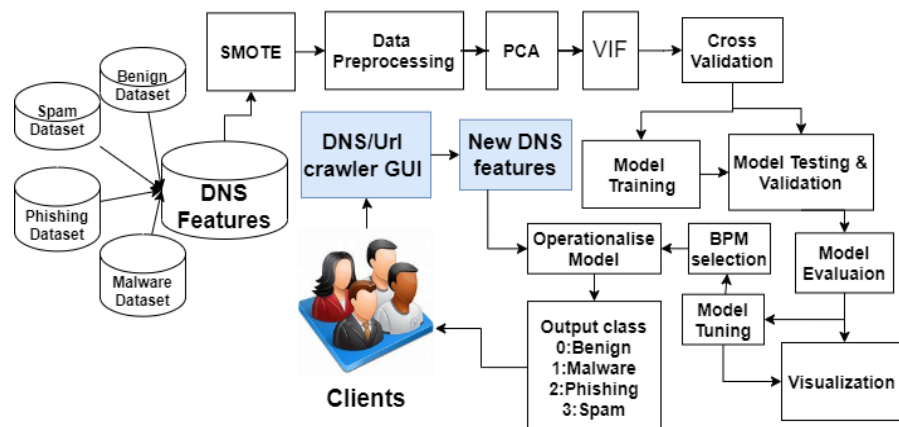 SMOTE
Data
Preprocessing
PCA
VIF
Cross
Validation
Benign
Dataset
Spam
Dataset
Phishing
Dataset
Malware
Dataset
DNS
Features
DNS/Url
crawler GUI
New DNS
features
Model
Training
Model Testing &
Validation
Operationalise
Model
BPM
selection
Model
Evaluaion
Model
Tuning
Visualization
Output class
0:Benign
1:Malware
2:Phishing
3:Spam
Clients